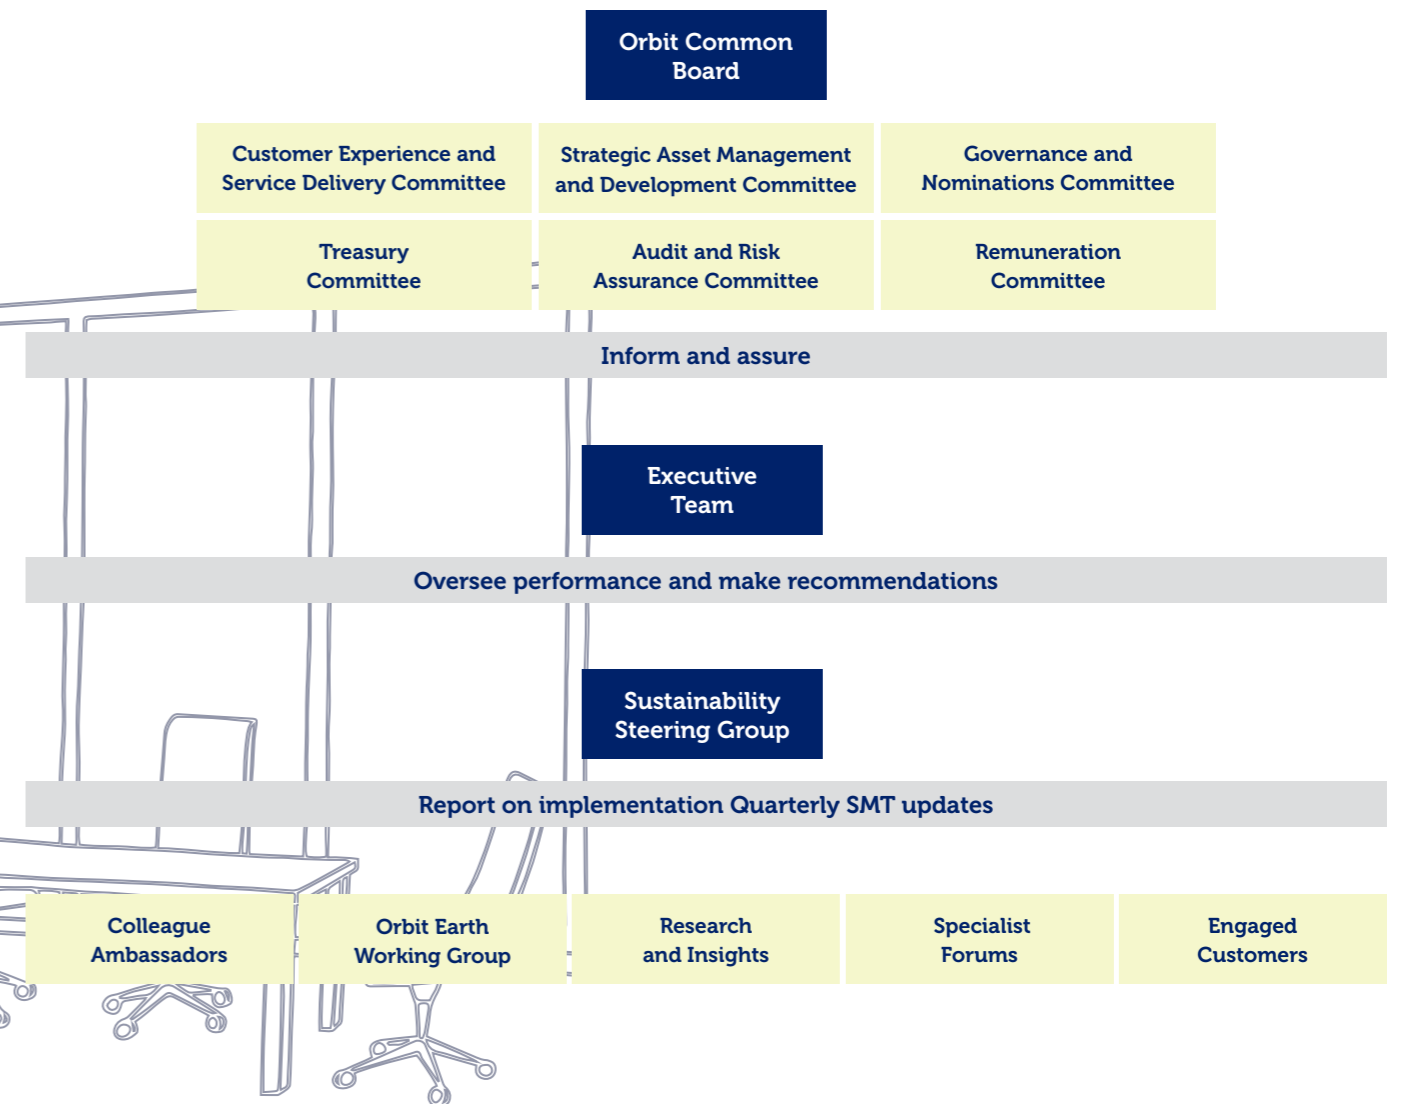 Orbit Common
Board
Customer Experience and
Service Delivery Committee
Strategic Asset Management
and Development Committee
Governance and
Nominations Committee
Treasury
Committee
Audit and Risk
Assurance Committee
Remuneration
Committee
Inform and assure
Executive
Team
Oversee performance and make recommendations
Sustainability
Steering Group
Report on implementation Quarterly SMT updates
Colleague
Ambassadors
Orbit Earth
Working Group
Research
and Insights
Specialist
Forums
Engaged
Customers